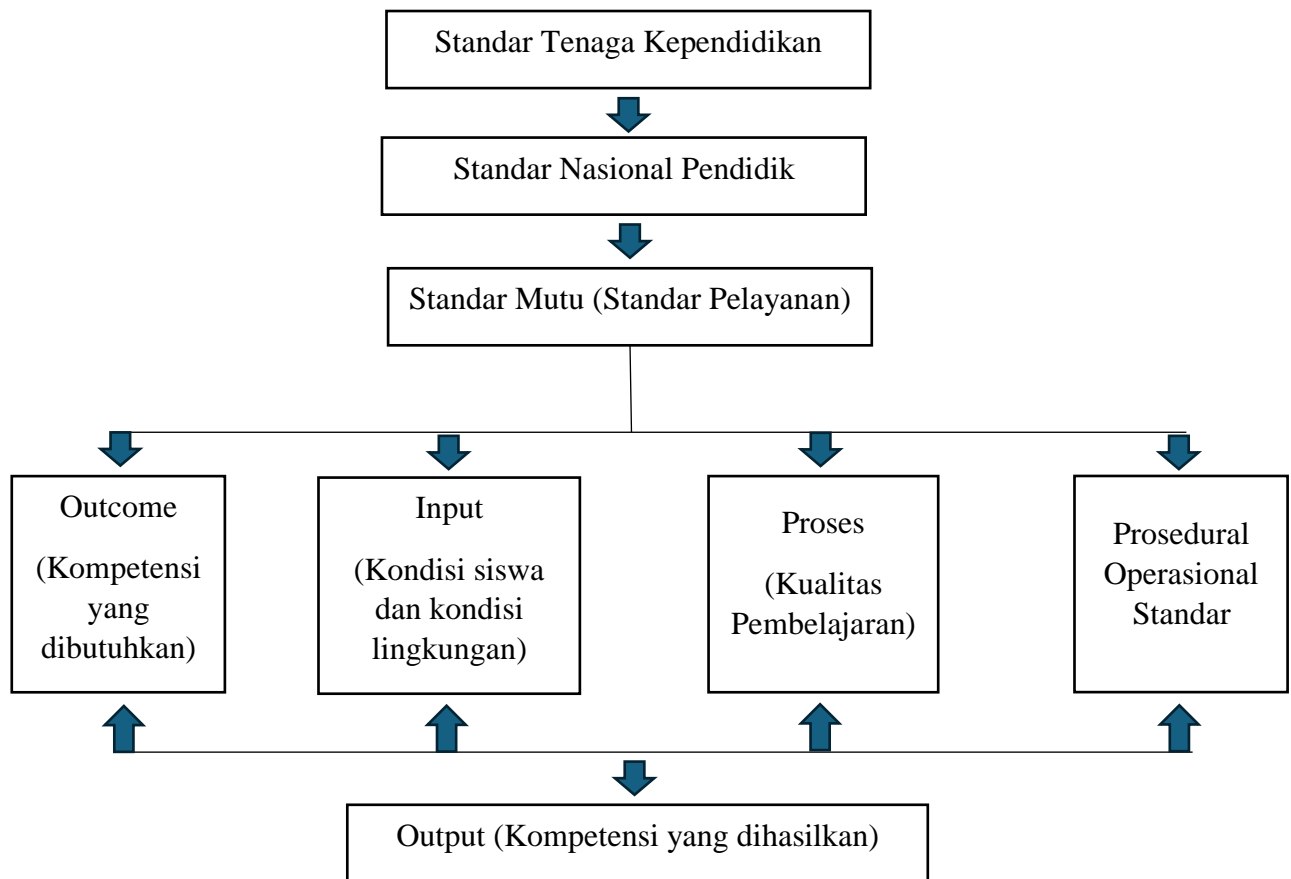 Standar Tenaga Kependidikan
Standar Nasional Pendidik
Standar Mutu (Standar Pelayanan)
Outcome
(Kompetensi
yang
dibutuhkan)
Input
(Kondisi siswa
dan kondisi
lingkungan)
Proses
(Kualitas
Pembelajaran)
Prosedural
Operasional
Standar
Output (Kompetensi yang dihasilkan)